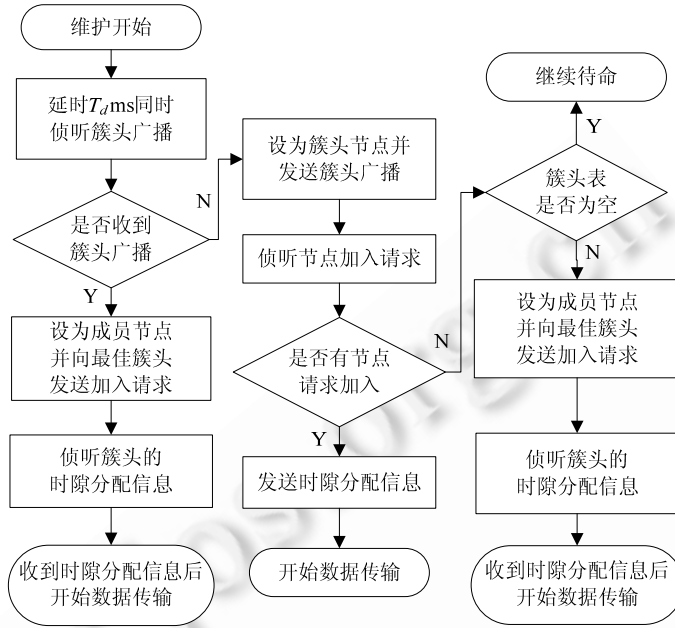 维护开始
延时Tdms同时
侦听簇头广播
是否收到
簇头广播
N
Y
设为成员节点
并向最佳簇头
发送加入请求
侦听簇头的
时隙分配信息
收到时隙分配信息后
开始数据传输
设为簇头节点并
发送簇头广播
侦听节点加入请求
是否有节点
请求加入
N
Y
发送时隙分配信息
开始数据传输
继续待命
Y
簇头表
是否为空
N
设为成员节点
并向最佳簇头
发送加入请求
侦听簇头的
时隙分配信息
收到时隙分配信息后
开始数据传输